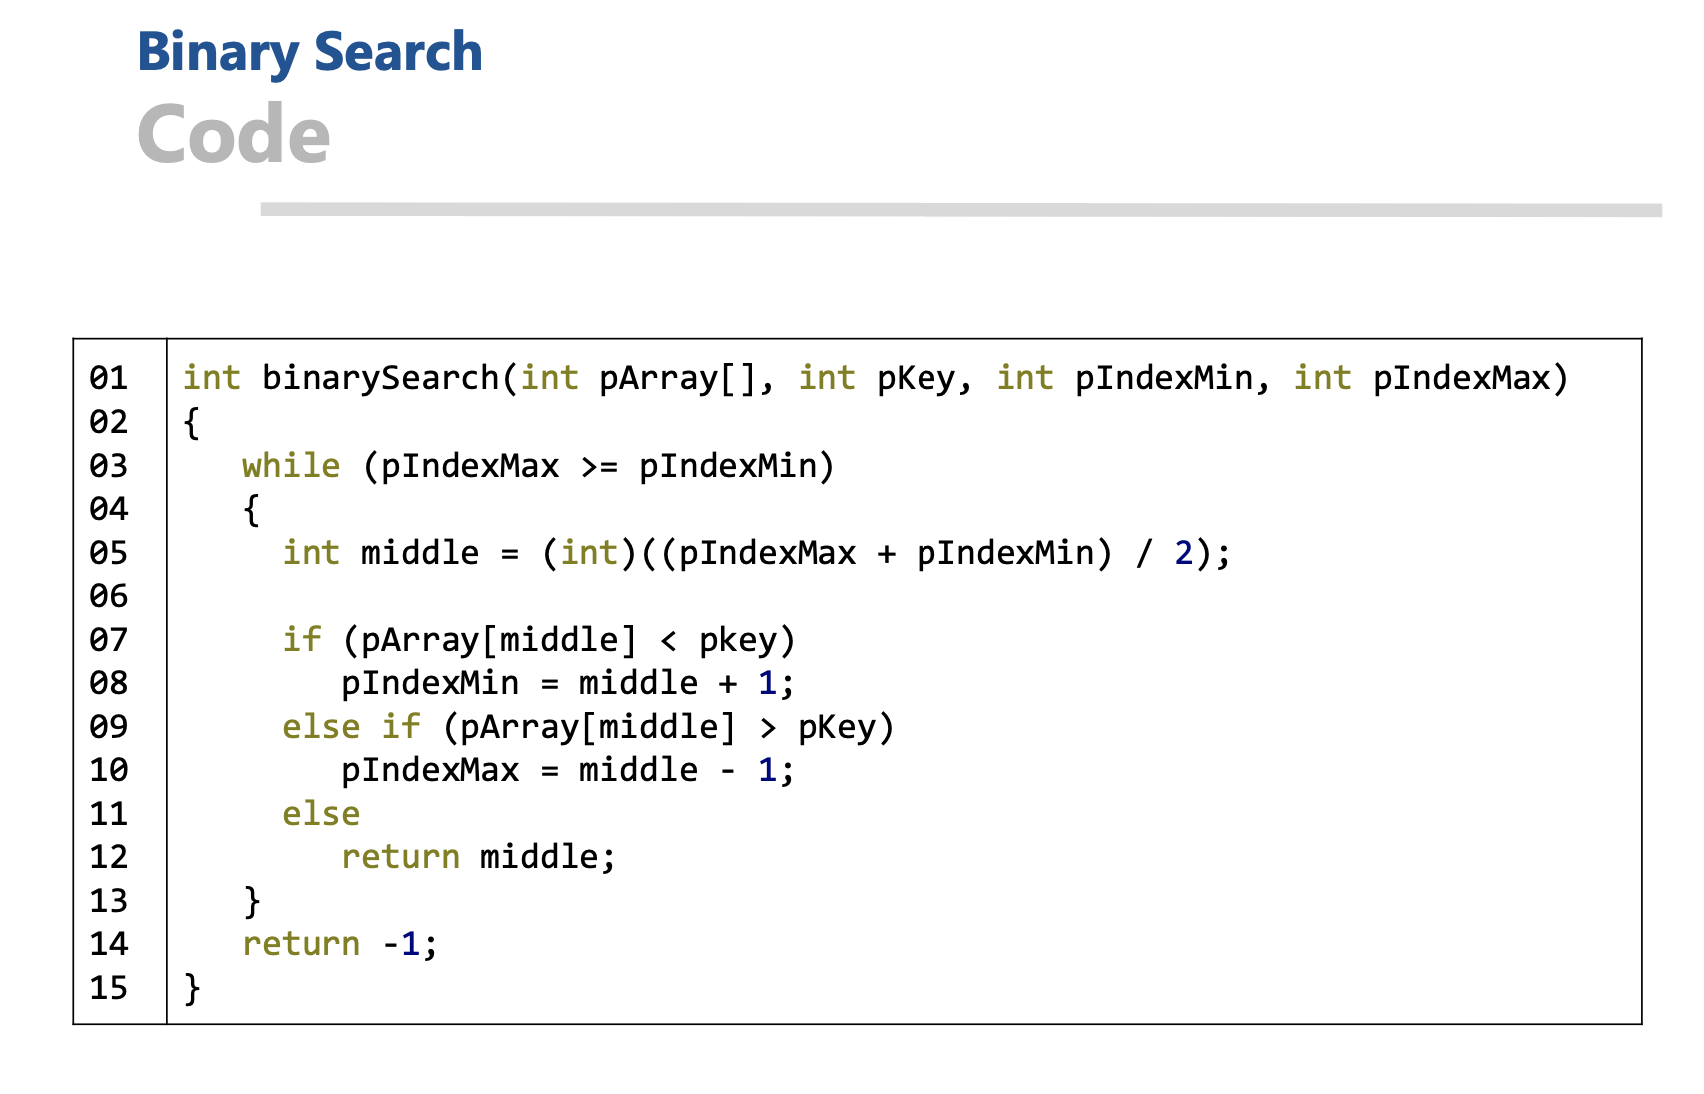 Binary Search
Code
01 int binarySearch(int pArray[], int pKey, int pIndexMin, int pIndexMax)
02 {
03    while (pIndexMax >= pIndexMin)
04    {
05      int middle = (int)((pIndexMax + pIndexMin) / 2);
06
07      if (pArray[middle] < pkey)
08         pIndexMin = middle + 1;
09      else if (pArray[middle] > pKey)
10         pIndexMax = middle - 1;
11      else
12         return middle;
13    }
14    return -1;
15 }